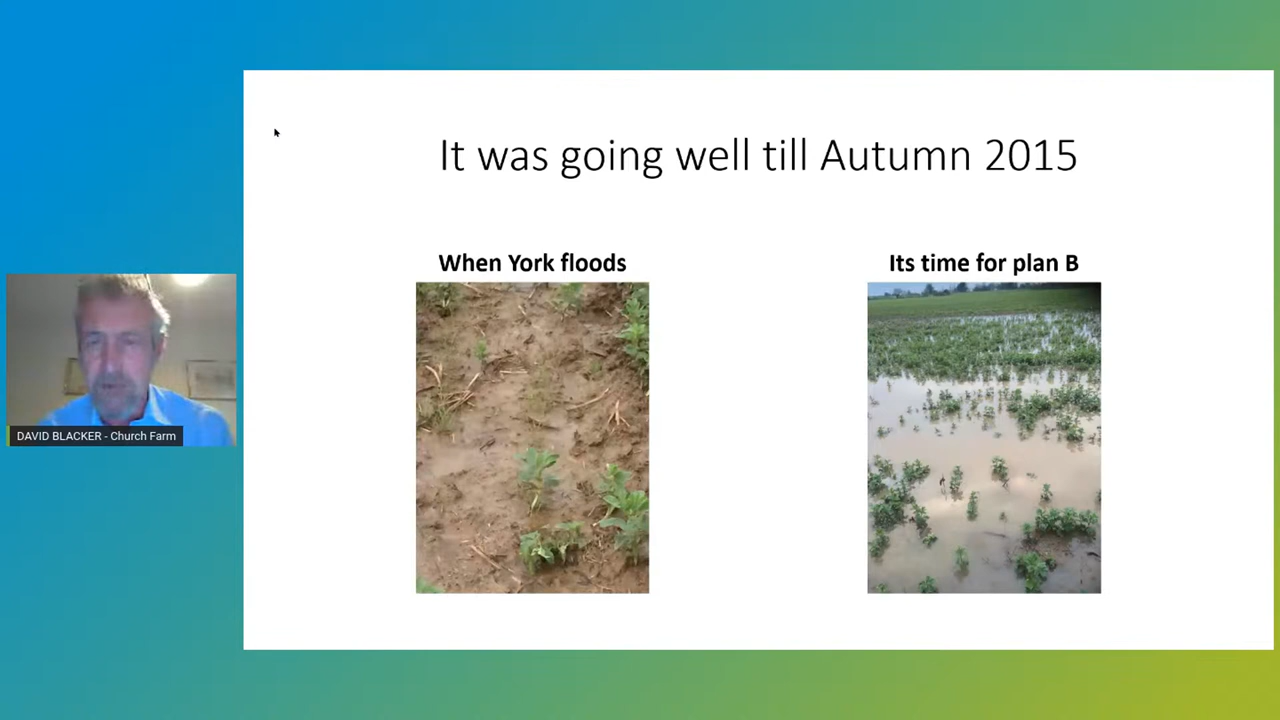 It was going well till Autumn 2015
When York floods
Its time for plan B
DAVID BLACKER - Church Farm